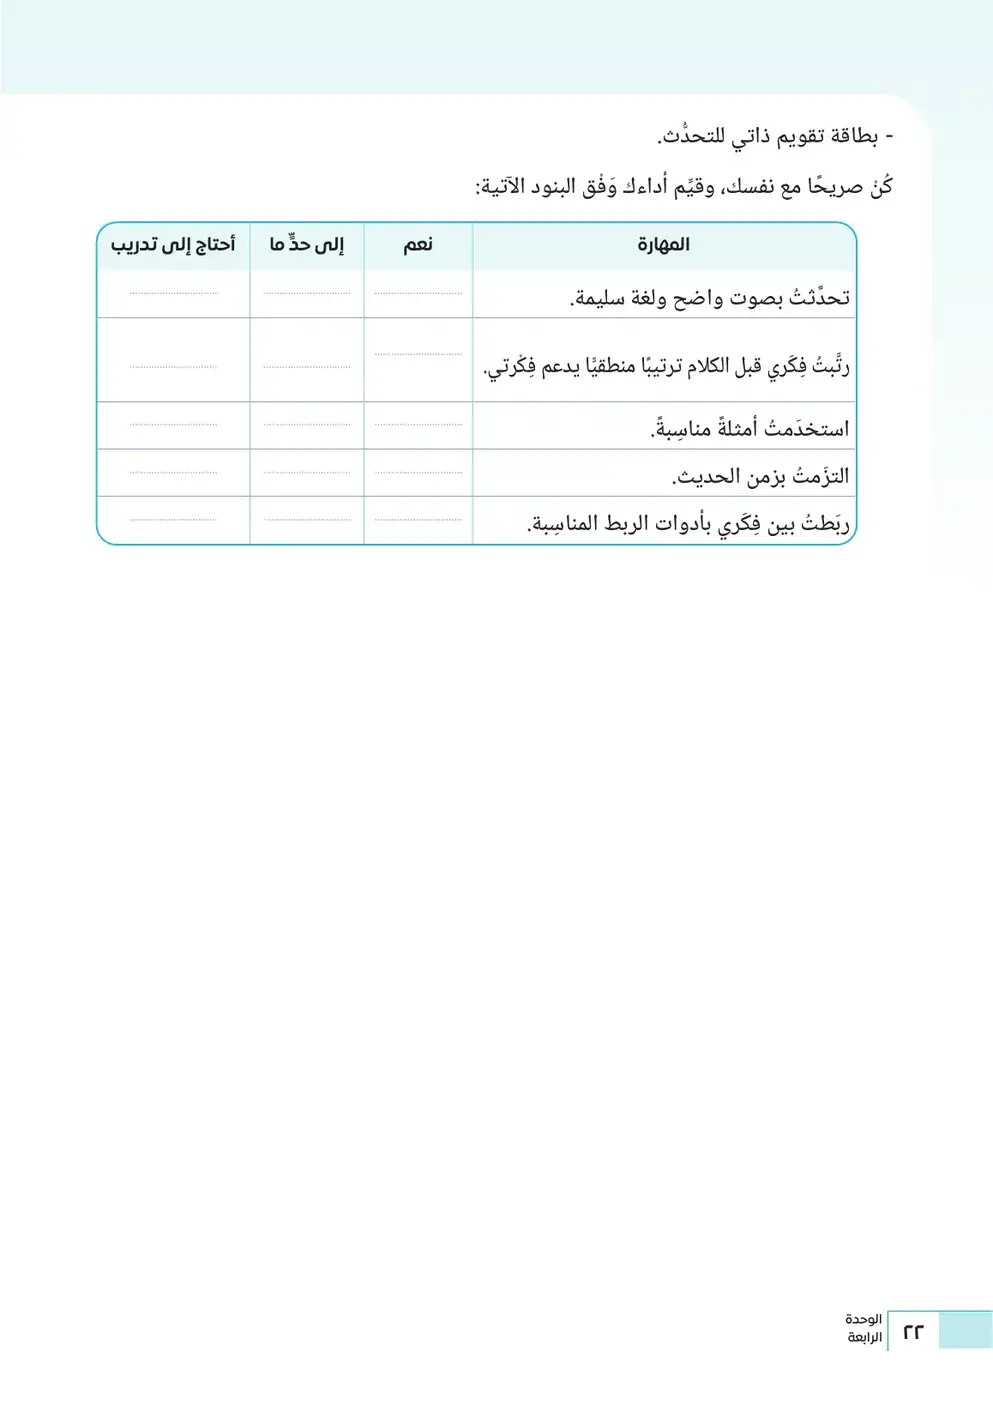 - بطاقة تقويم ذاتي للتحدُّث.
كُنْ صريحًا مع نفسك، وقيِّم أداءك وَفْق البنود الآتية:
المهارة نعم إلى حدٍّ ما أحتاج إلى تدريب
تحدَّثتُ بصوت واضح ولغة سليمة.
رتَّبتُ فِكَري قبل الكلام ترتيبًا منطقيًّا يدعم فِكْرتي.
استخدَمتُ أمثلةً مناسِبةً.
التزَمتُ بزمن الحديث.
ربَطتُ بين فِكَري بأدوات الربط المناسِبة.
الوحدة
الرابعة
٢٢